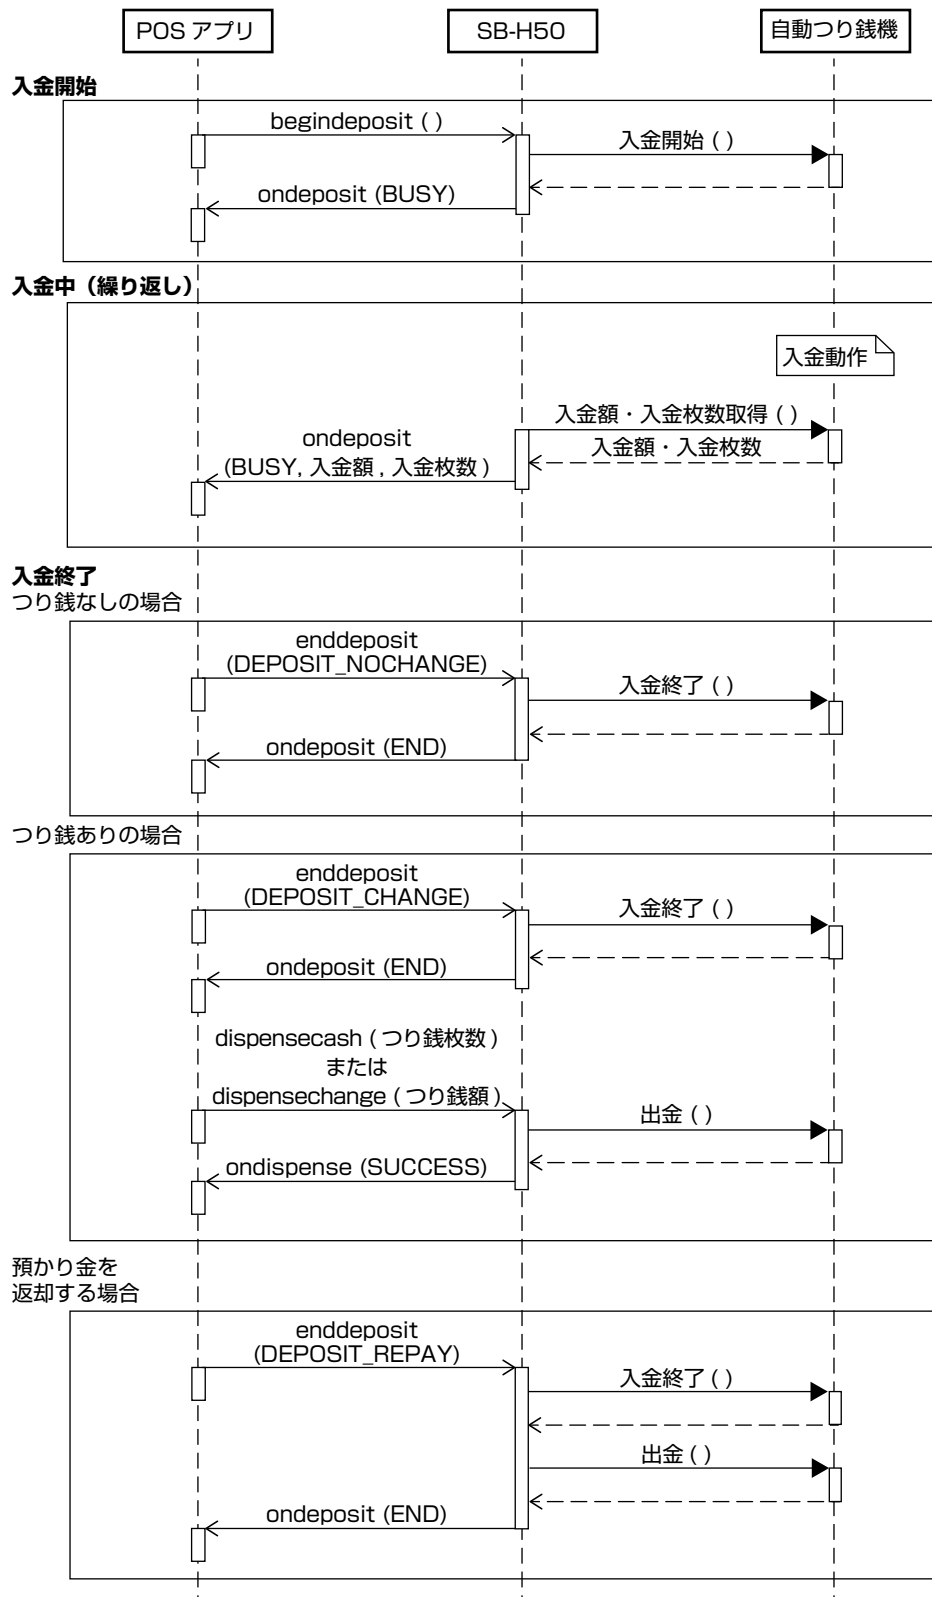 POS アプリ
SB-H50
自動つり銭機
入金開始
begindeposit ( )
入金開始 ( )
ondeposit (BUSY)
入金中（繰り返し）
入金動作
入金額・入金枚数取得 ( )
ondeposit
(BUSY, 入金額 , 入金枚数 )
入金額・入金枚数
入金終了
つり銭なしの場合
enddeposit
(DEPOSIT_NOCHANGE)
入金終了 ( )
ondeposit (END)
つり銭ありの場合
enddeposit
(DEPOSIT_CHANGE)
入金終了 ( )
ondeposit (END)
dispensecash ( つり銭枚数 )
または
dispensechange ( つり銭額 )
出金 ( )
ondispense (SUCCESS)
預かり金を
返却する場合
enddeposit
(DEPOSIT_REPAY)
入金終了 ( )
出金 ( )
ondeposit (END)